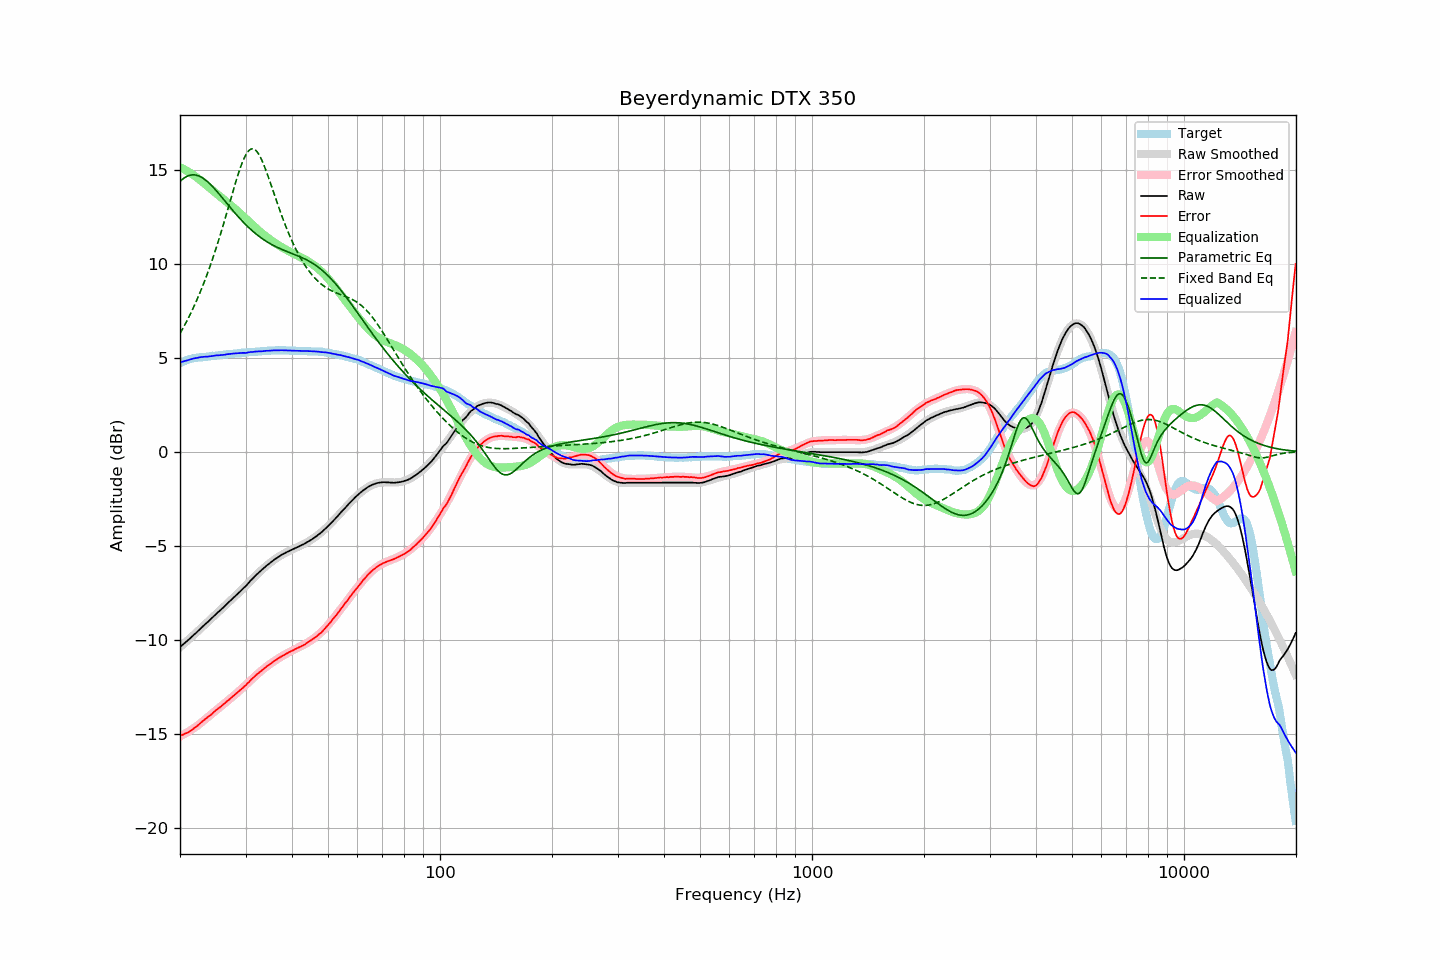 Beyerdynamic DTX 350
Target
Raw Smoothed
Error Smoothed
Raw
Error
Equalization
Parametric Eq
Fixed Band Eq
Equalized
Amplitude (dBr)
15
10
5
0
−5
−10
−15
−20
100
1000
10000
Frequency (Hz)